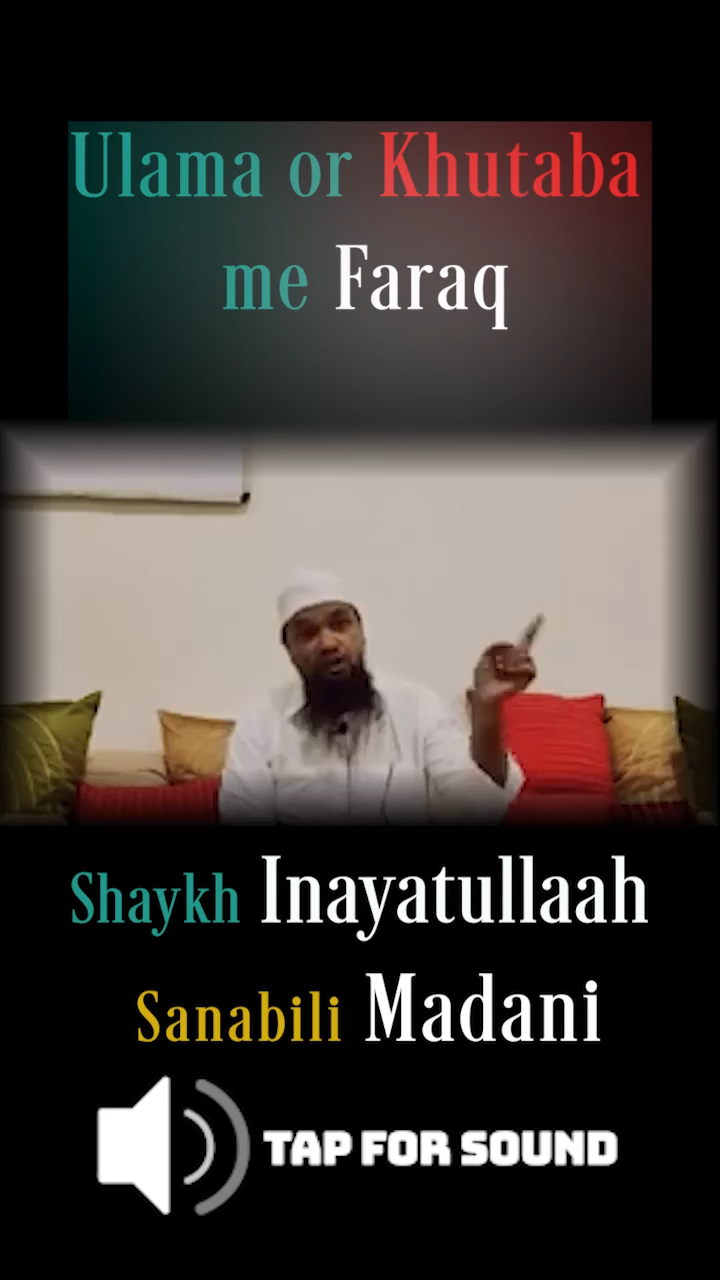 Ulama or Khutaba
me Faraq
Shaykh Inayatullaah
Sanabili Madani
TAP FOR SOUND